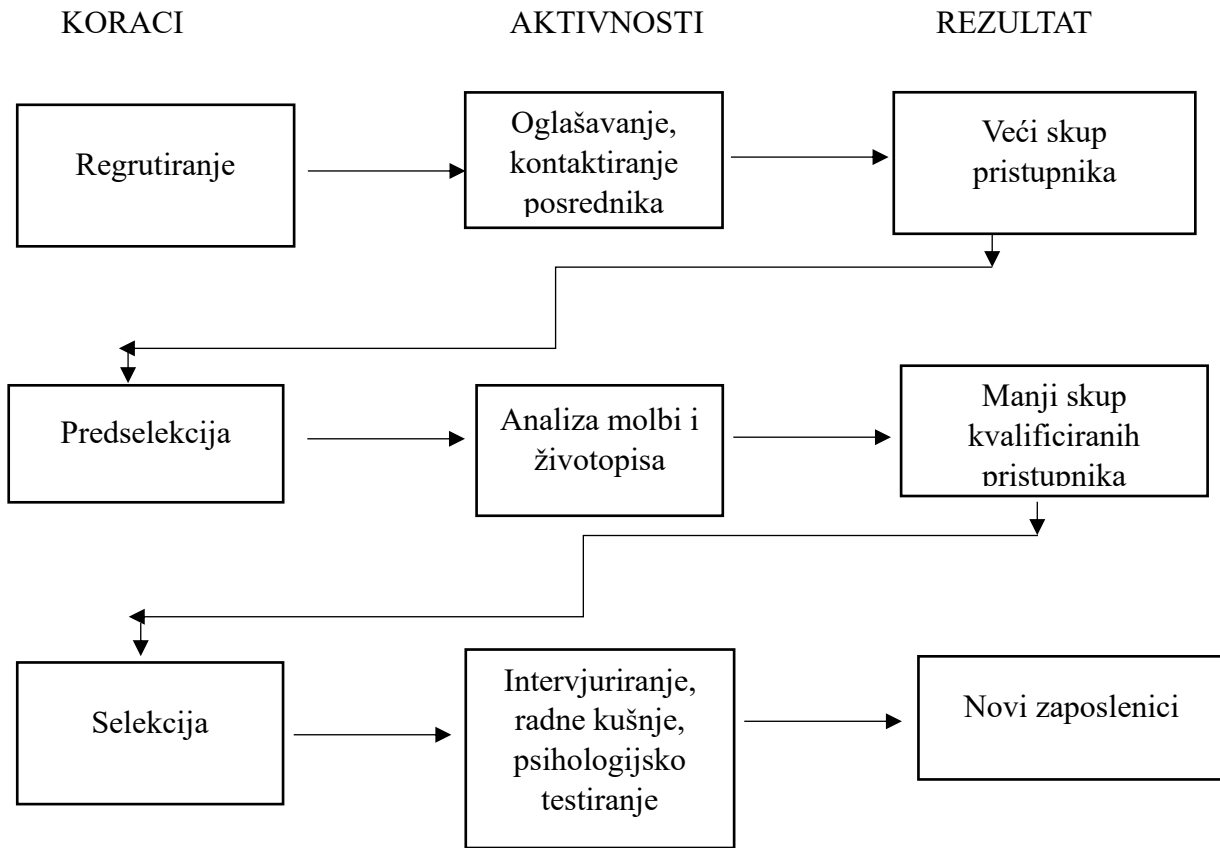 KORACI
AKTIVNOSTI
REZULTAT
Regrutiranje
Oglašavanje,
kontaktiranje
posrednika
Veći skup
pristupnika
Predselekcija
Analiza molbi i
životopisa
Manji skup
kvalificiranih
pristupnika
Selekcija
Intervjuriranje,
radne kušnje,
psihologijsko
testiranje
Novi zaposlenici